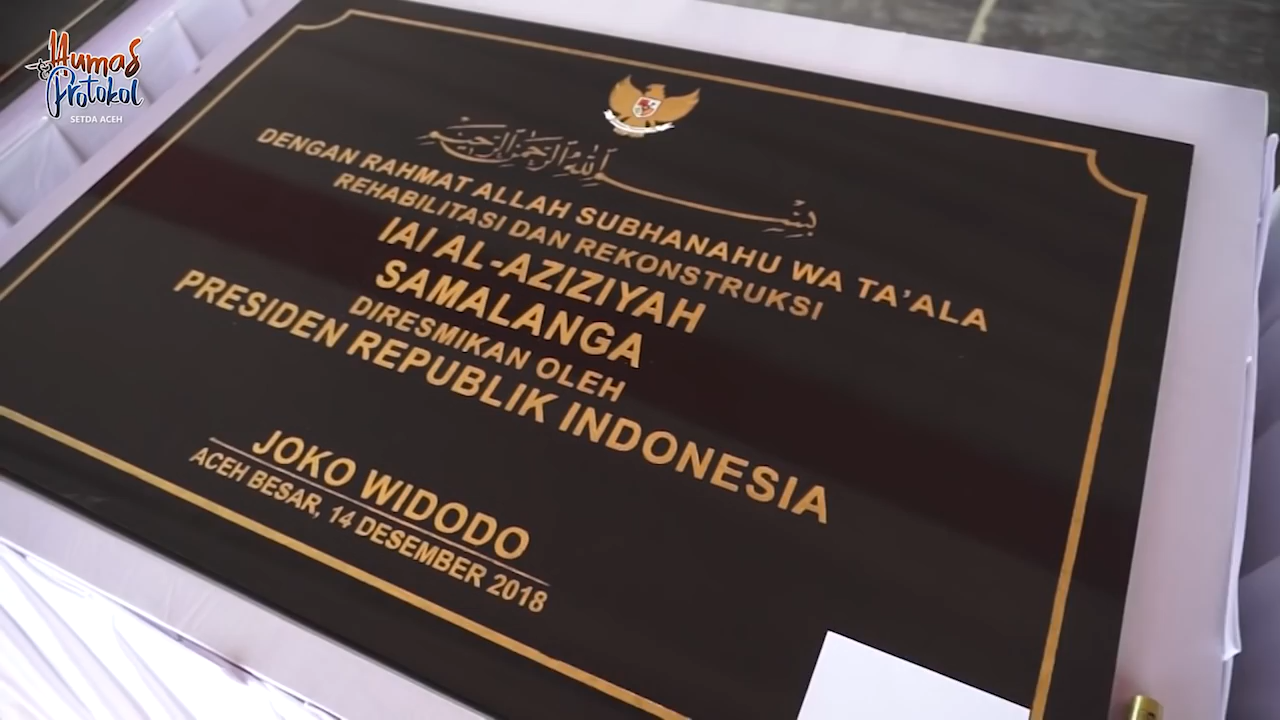 Humas
& Protokol
SETDA ACEH
بِسْمِ اللهِ الرَّحْمَنِ الرَّحِيمِ
DENGAN RAHMAT ALLAH SUBHANAHU WA TA'ALA
REHABILITASI DAN REKONSTRUKSI
IAI AL-AZIZIYAH
SAMALANGA
DIRESMIKAN OLEH
PRESIDEN REPUBLIK INDONESIA
JOKO WIDODO
ACEH BESAR, 14 DESEMBER 2018